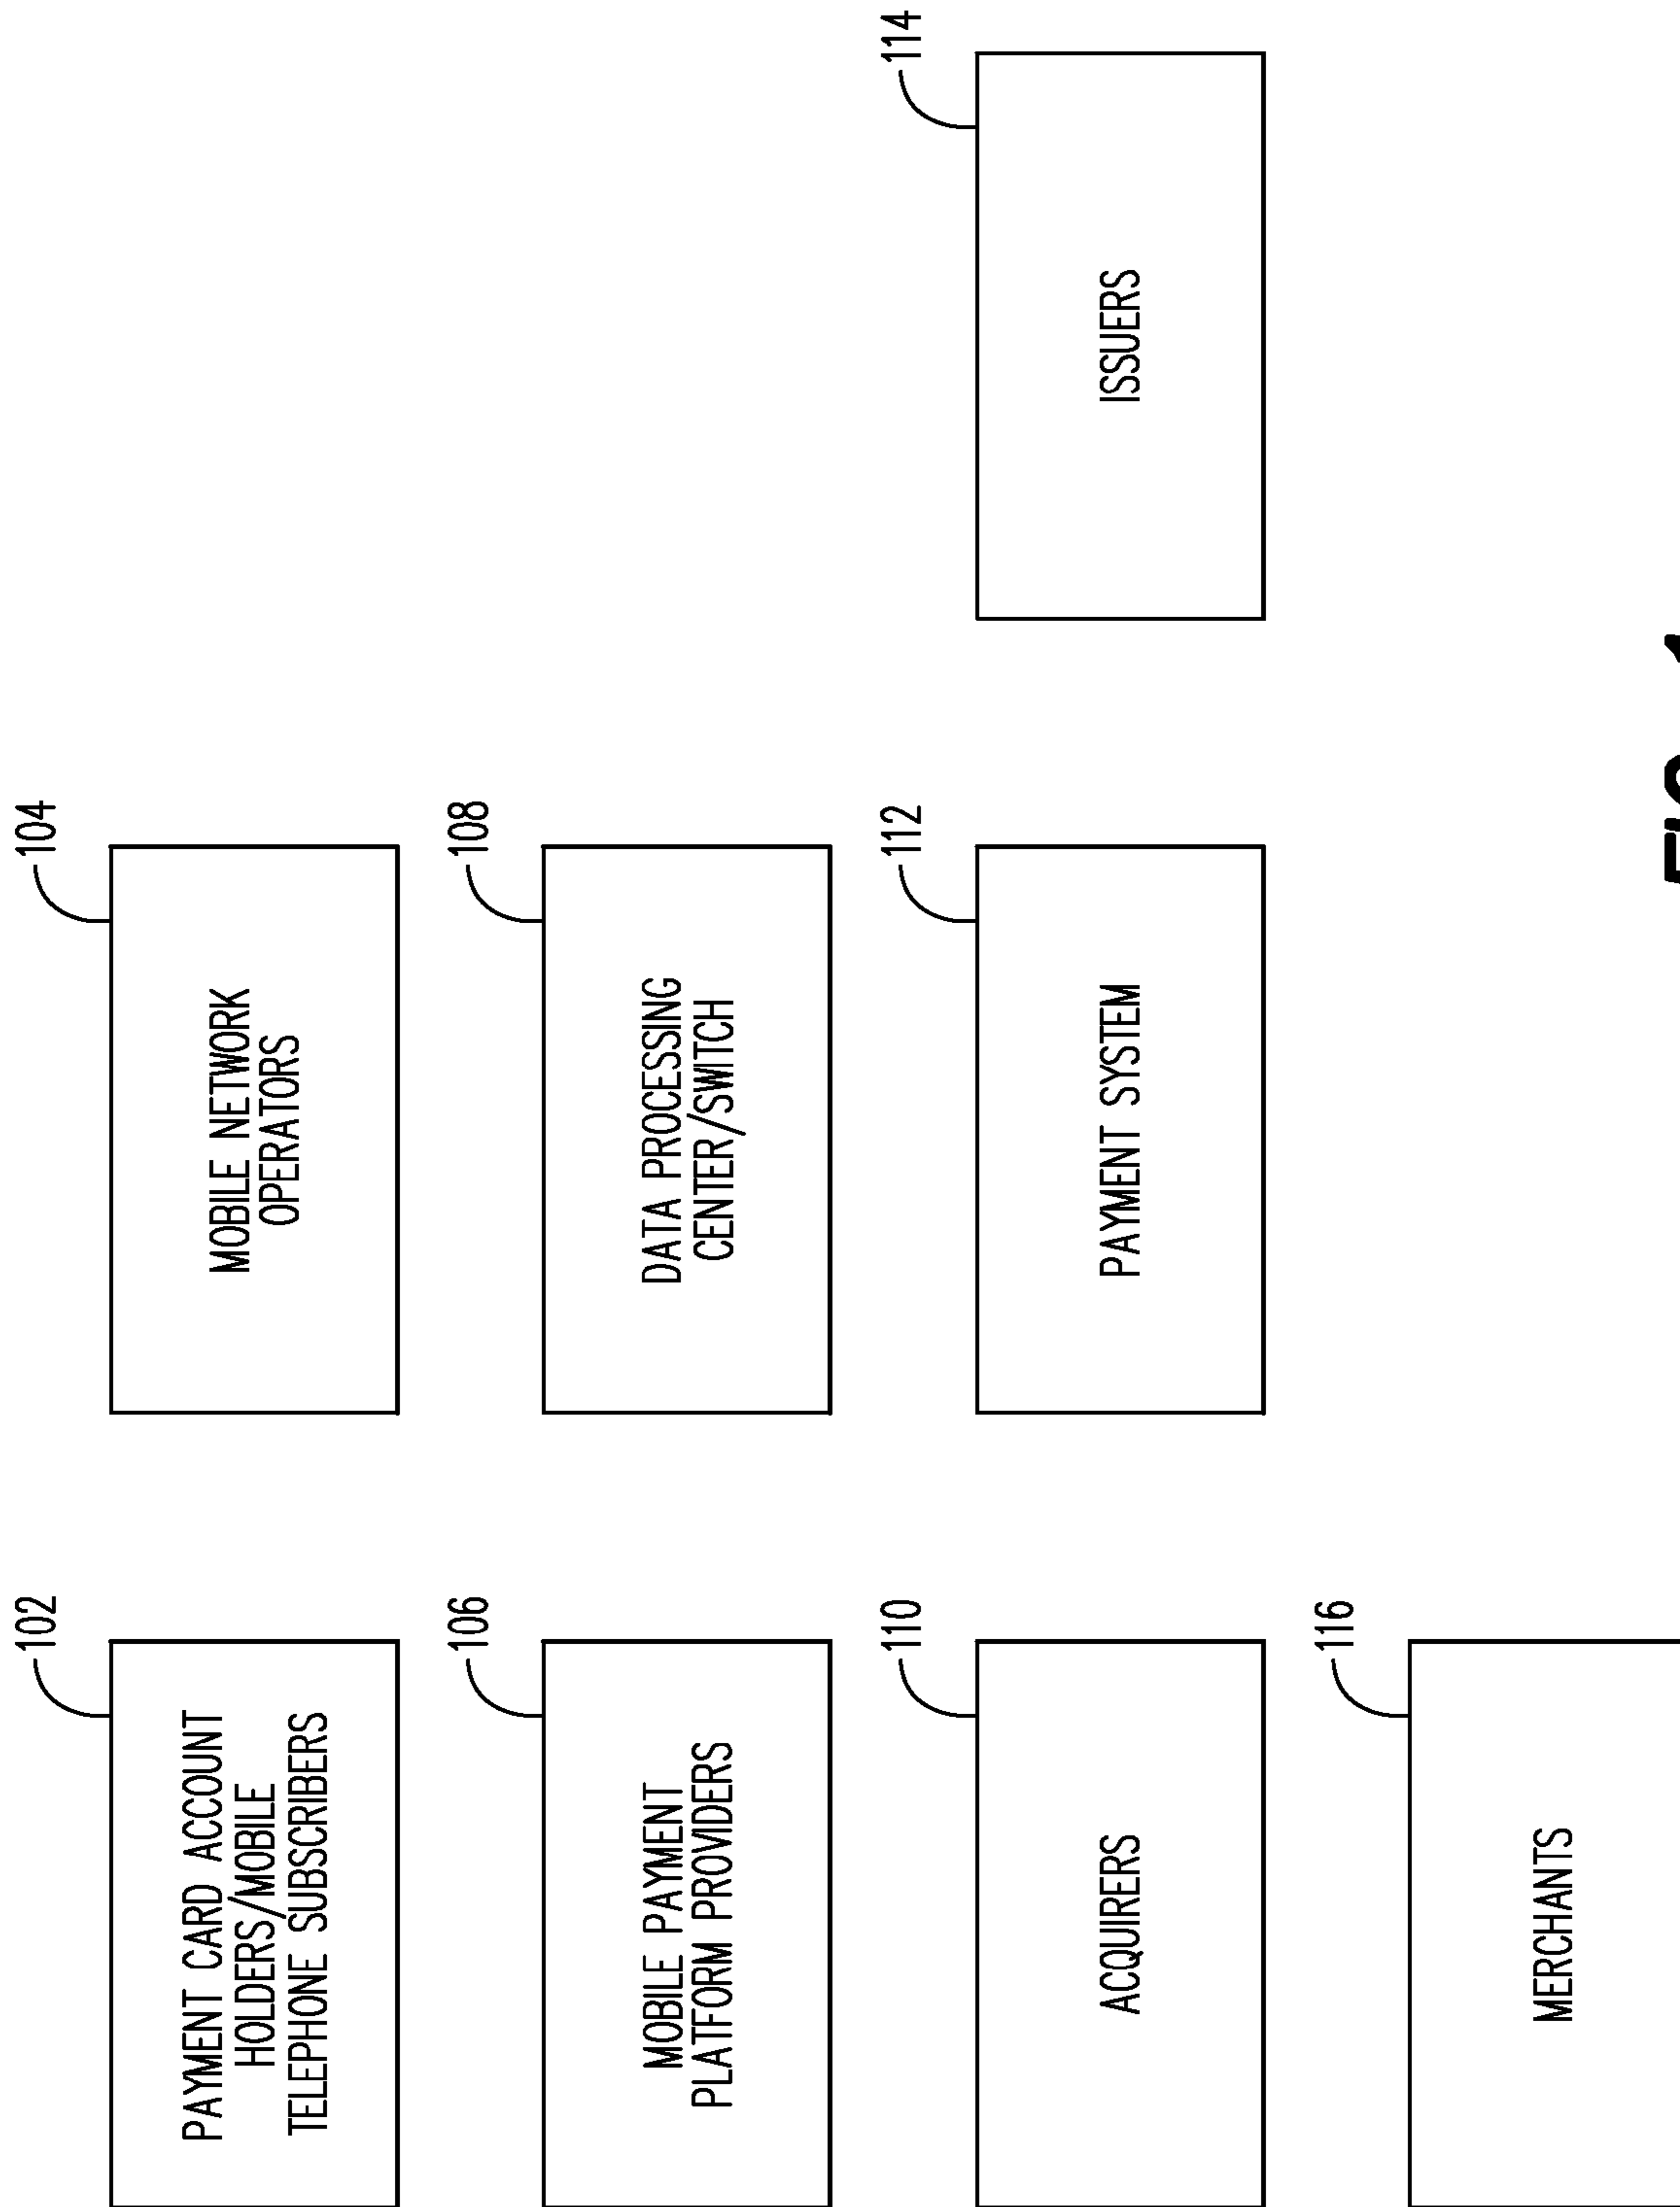 102
PAYMENT CARD ACCOUNT
HOLDERS/MOBILE
TELEPHONE SUBSCRIBERS
104
MOBILE NETWORK
OPERATORS
106
MOBILE PAYMENT
PLATFORM PROVIDERS
108
DATA PROCESSING
CENTER/SWITCH
110
ACQUIRERS
112
PAYMENT SYSTEM
114
ISSUERS
116
MERCHANTS